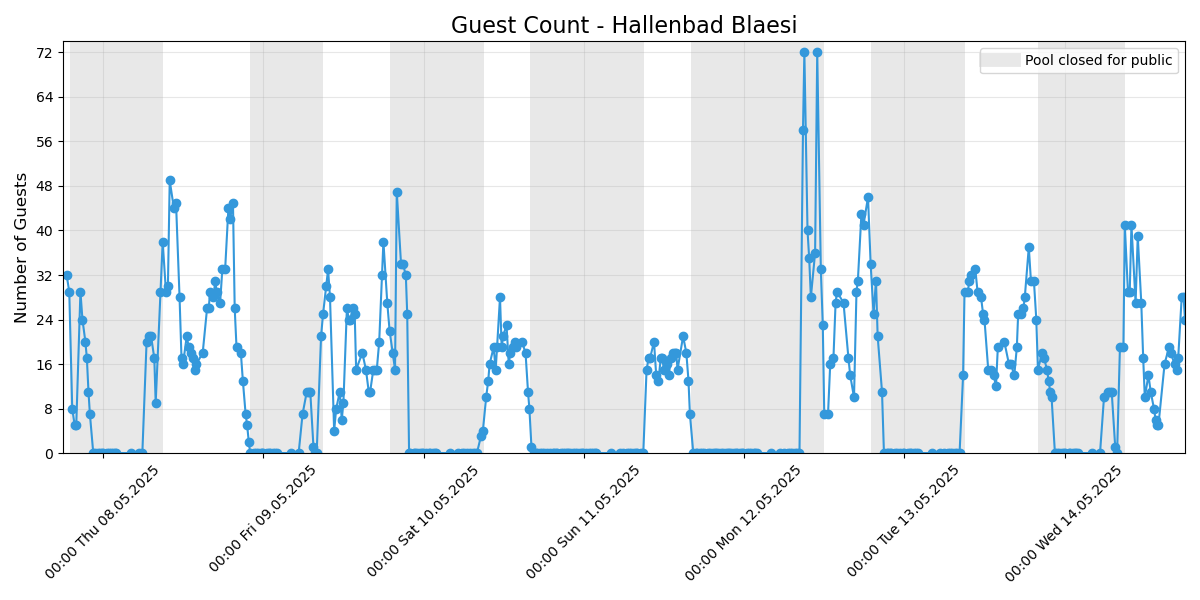 Guest Count - Hallenbad Blaesi
Pool closed for public
Number of Guests
72
64
56
48
40
32
24
16
8
0
00:00 Thu 08.05.2025
00:00 Fri 09.05.2025
00:00 Sat 10.05.2025
00:00 Sun 11.05.2025
00:00 Mon 12.05.2025
00:00 Tue 13.05.2025
00:00 Wed 14.05.2025